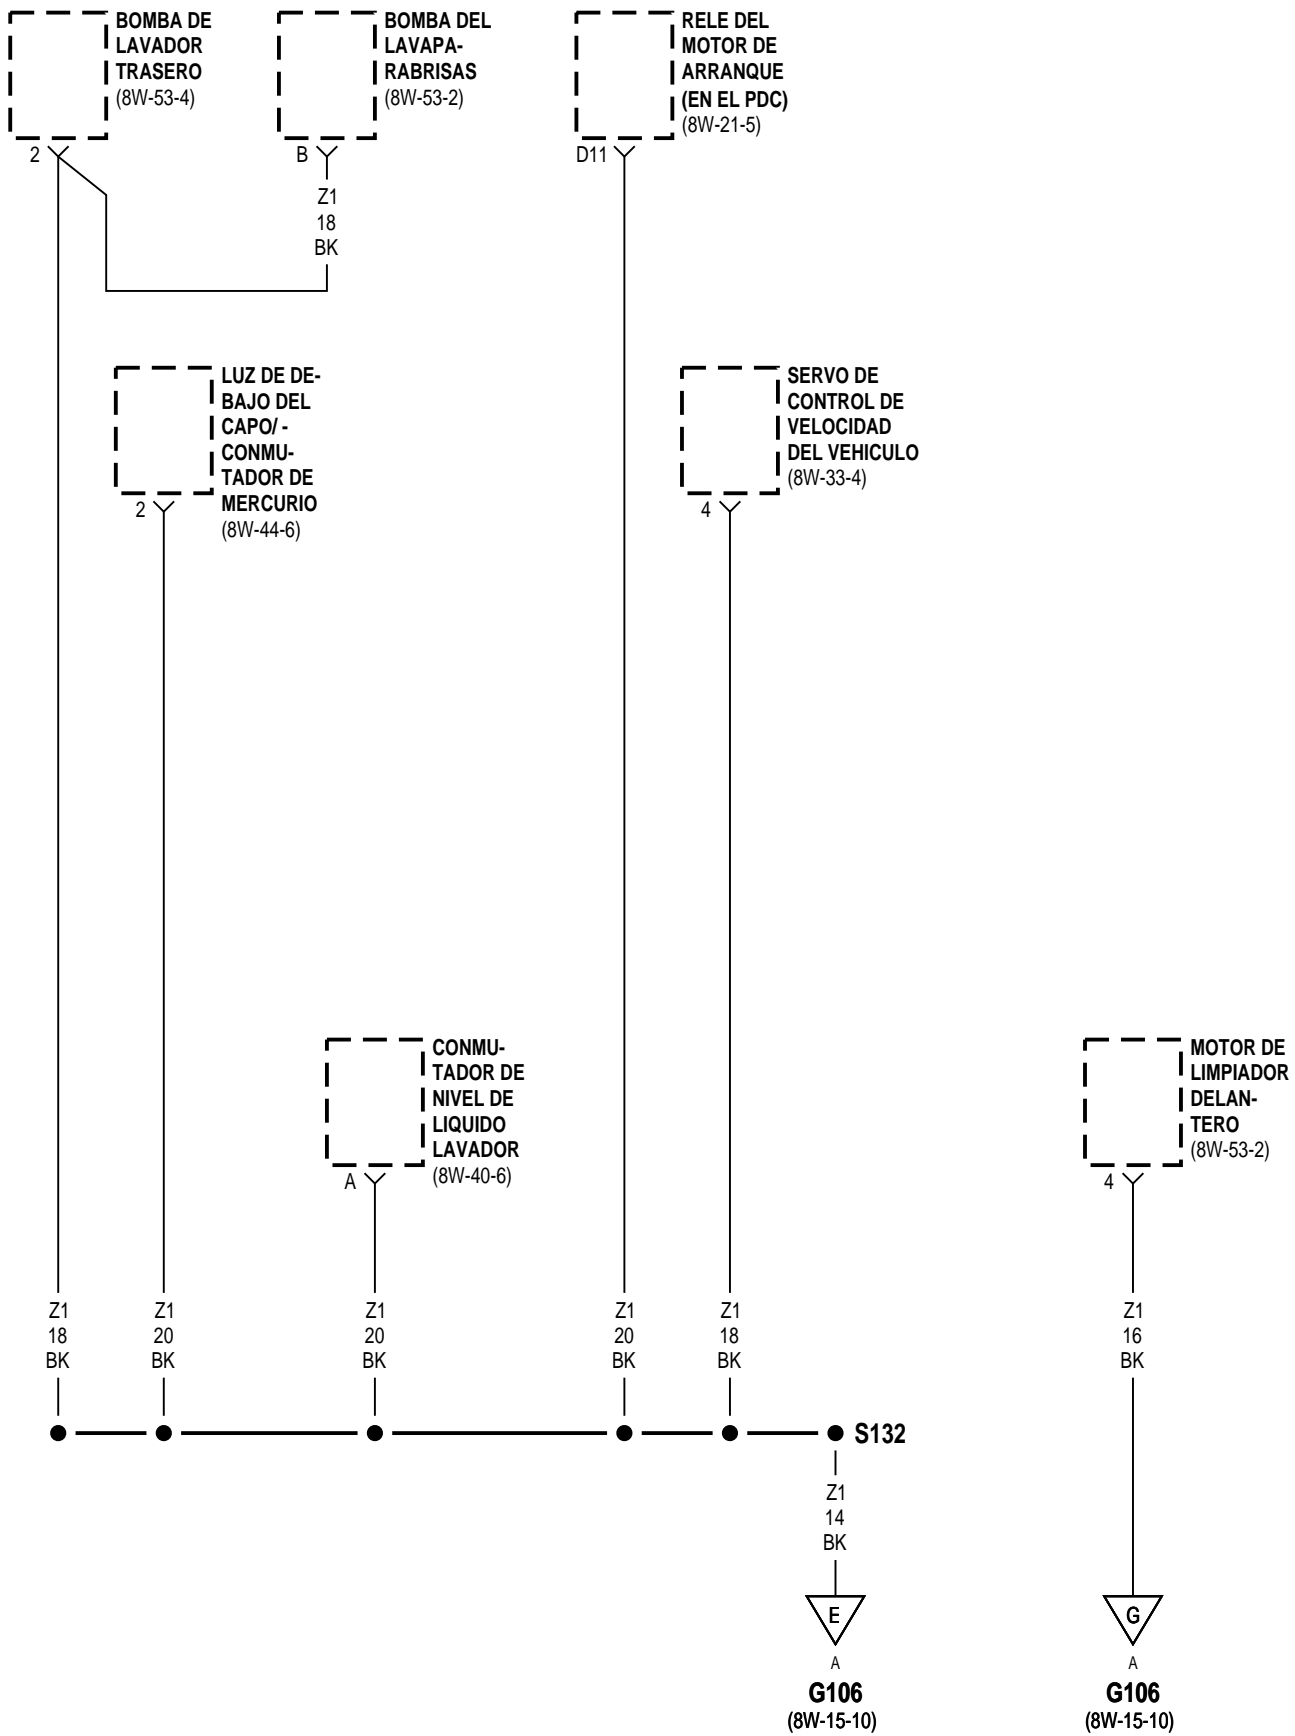 BOMBA DE
LAVADOR
TRASERO
(8W-53-4)
2
BOMBA DEL
LAVAPA-
RABRISAS
(8W-53-2)
B
Z1
18
BK
RELE DEL
MOTOR DE
ARRANQUE
(EN EL PDC)
(8W-21-5)
D11
LUZ DE DE-
BAJO DEL
CAPO/ -
CONMU-
TADOR DE
MERCURIO
(8W-44-6)
2
SERVO DE
CONTROL DE
VELOCIDAD
DEL VEHICULO
(8W-33-4)
4
CONMU-
TADOR DE
NIVEL DE
LIQUIDO
LAVADOR
(8W-40-6)
A
MOTOR DE
LIMPIADOR
DELAN-
TERO
(8W-53-2)
4
Z1
18
BK
Z1
20
BK
Z1
20
BK
Z1
20
BK
Z1
18
BK
Z1
16
BK
S132
Z1
14
BK
E
A
G106
(8W-15-10)
G
A
G106
(8W-15-10)